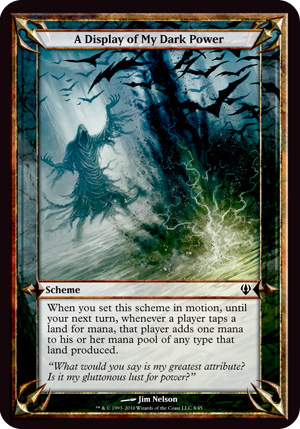 A Display of My Dark Power
Scheme
When you set this scheme in motion, until
your next turn, whenever a player taps a
land for mana, that player adds one mana
to his or her mana pool of any type that
land produced.
“What would you say is my greatest attribute?
Is it my gluttonous lust for power?”
Jim Nelson
™ & © 1993–2010 Wizards of the Coast LLC 8/45